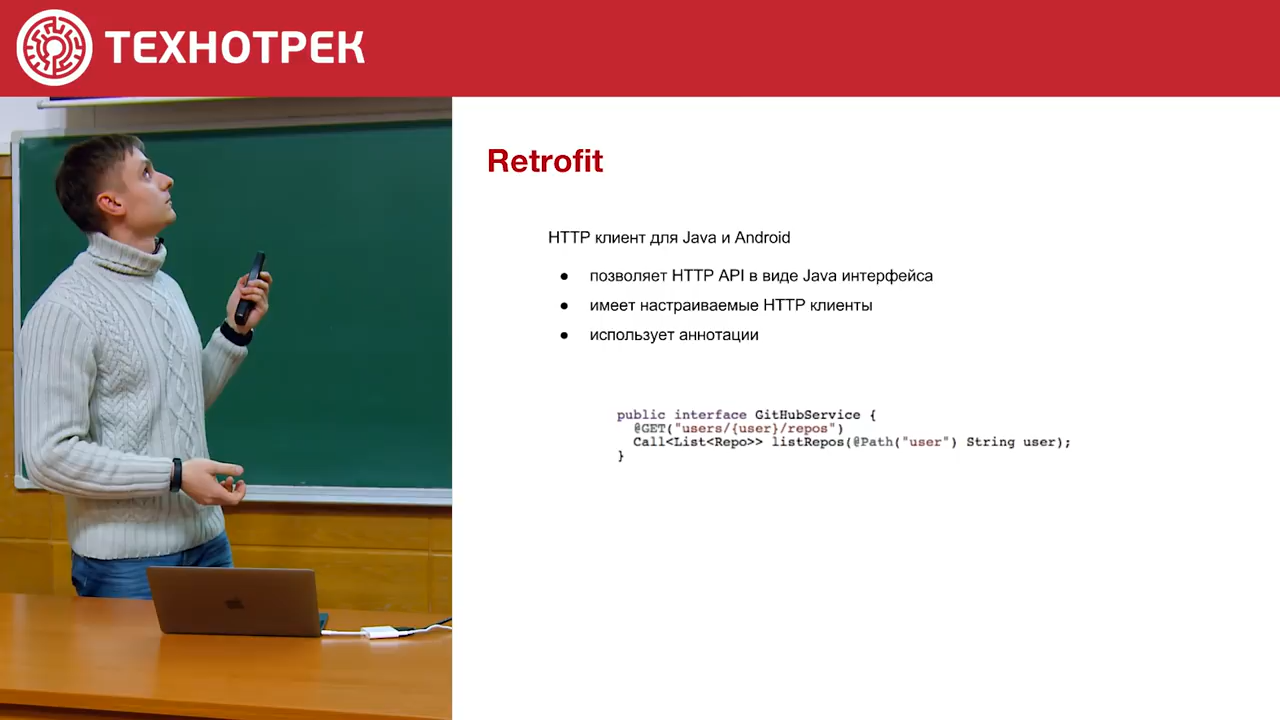 ТЕХНОТРЕК
Retrofit
HTTP клиент для Java и Android
● позволяет HTTP API в виде Java интерфейса
● имеет настраиваемые HTTP клиенты
● использует аннотации
public interface GitHubService {
@GET("users/{user}/repos")
Call<List<Repo>> listRepos(@Path("user") String user);
}